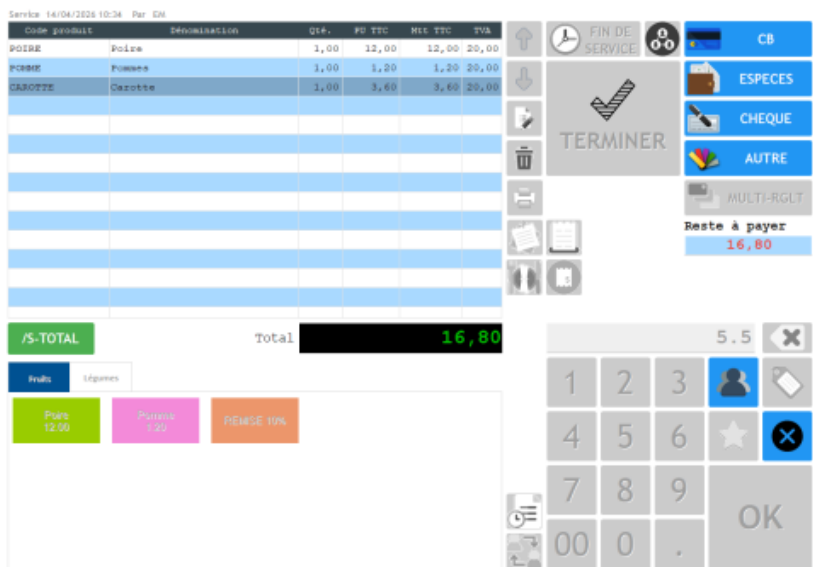 Service 14/04/2026 10:34 Par EM
Code produit Dénomination Qté. PU TTC Mtt TTC TVA
POIRE Poire 1,00 12,00 12,00 20,00
POMME Pommes 1,00 1,20 1,20 20,00
CAROTTE Carotte 1,00 3,60 3,60 20,00
FIN DE
SERVICE
TERMINER
CB
ESPECES
CHEQUE
AUTRE
MULTI-RGLT
Reste à payer
16,80
/S-TOTAL
Total 16,80
Fruits Légumes
Poire
12.00
Pomme
1.20
REMISE 10%
5.5
1 2 3
4 5 6
7 8 9
00 0 .
OK